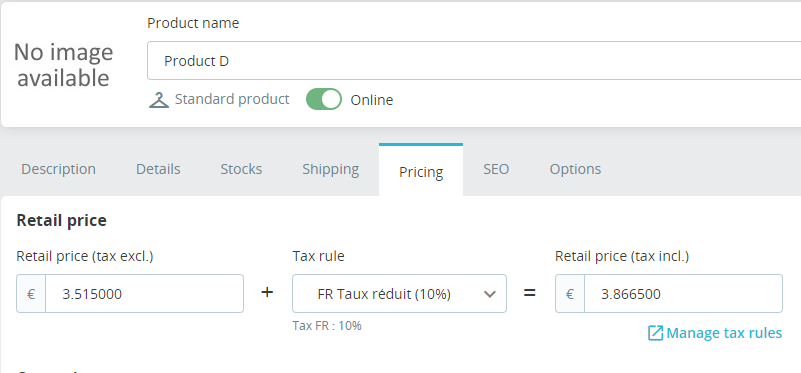 Product name
No image
available
Product D
Standard product
Online
Description
Details
Stocks
Shipping
Pricing
SEO
Options
Retail price
Retail price (tax excl.)
Tax rule
Retail price (tax incl.)
€ 3.515000
+
FR Taux réduit (10%)
=
€ 3.866500
Tax FR : 10%
Manage tax rules